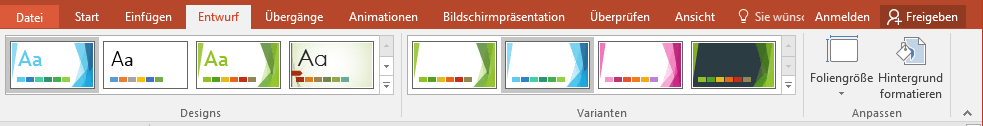 Datei Start Einfügen Entwurf Übergänge Animationen Bildschirmpräsentation Überprüfen Ansicht Sie wünsc Anmelden Freigeben
Aa Aa Aa Aa
Foliengröße Hintergrund
formatieren
Designs Varianten Anpassen